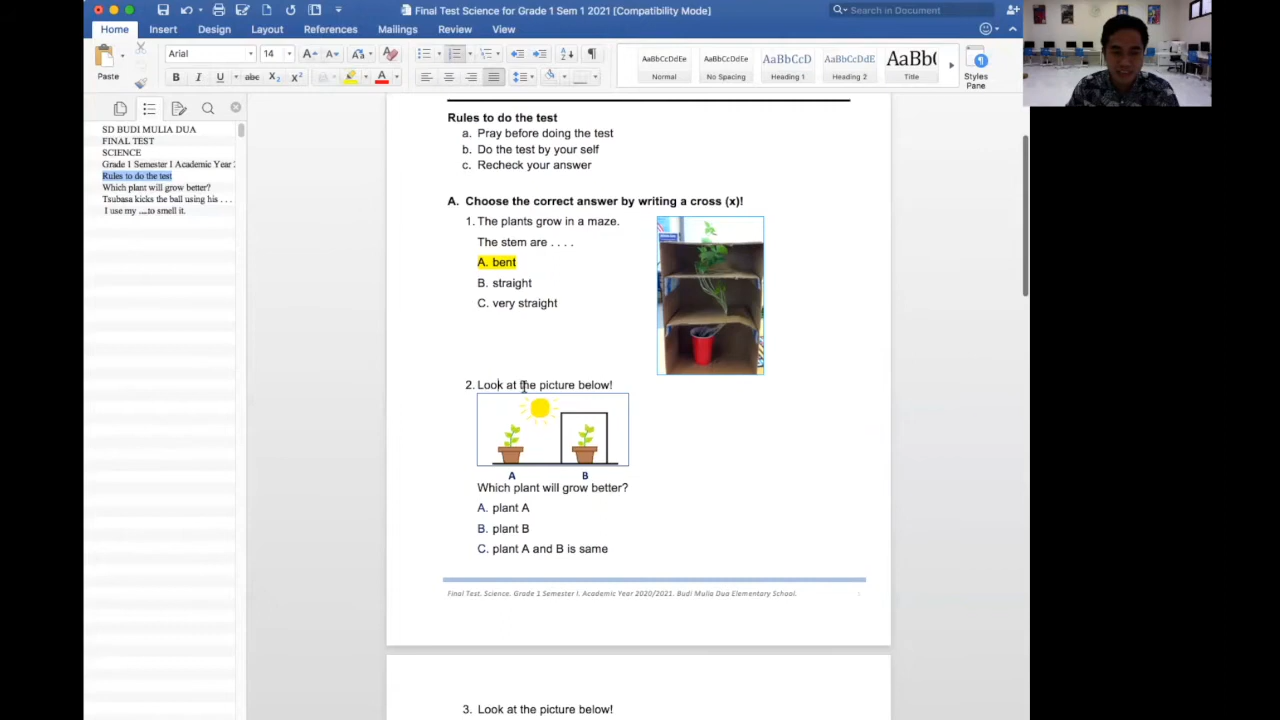 Final Test Science for Grade 1 Sem 1 2021 [Compatibility Mode]
Search in Document
Home Insert Design Layout References Mailings Review View
Paste
Arial 14
AaBbCcDdEe AaBbCcDdEe AaBbCcD AaBbCcDdE AaBb(
Normal No Spacing Heading 1 Heading 2 Title
Styles
Pane
SD BUDI MULIA DUA
FINAL TEST
SCIENCE
Grade 1 Semester I Academic Year
Rules to do the test
Which plant will grow better?
Tsubasa kicks the ball using his . . .
I use my ....to smell it.
Rules to do the test
a. Pray before doing the test
b. Do the test by your self
c. Recheck your answer
A. Choose the correct answer by writing a cross (x)!
1. The plants grow in a maze.
The stem are . . . .
A. bent
B. straight
C. very straight
2. Look at the picture below!
A B
Which plant will grow better?
A. plant A
B. plant B
C. plant A and B is same
Final Test. Science. Grade 1 Semester I. Academic Year 2020/2021. Budi Mulia Dua Elementary School.
3. Look at the picture below!